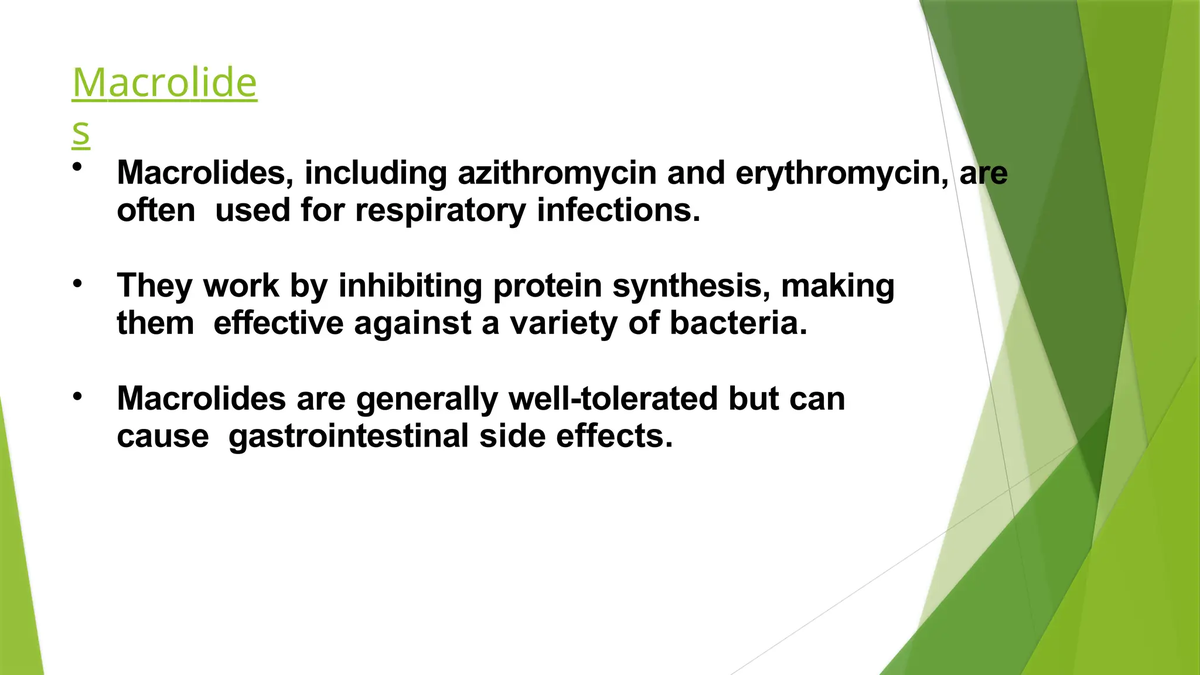 Macrolide
s
• Macrolides, including azithromycin and erythromycin, are
often  used for respiratory infections.
• They work by inhibiting protein synthesis, making
them  effective against a variety of bacteria.
• Macrolides are generally well-tolerated but can
cause  gastrointestinal side effects.